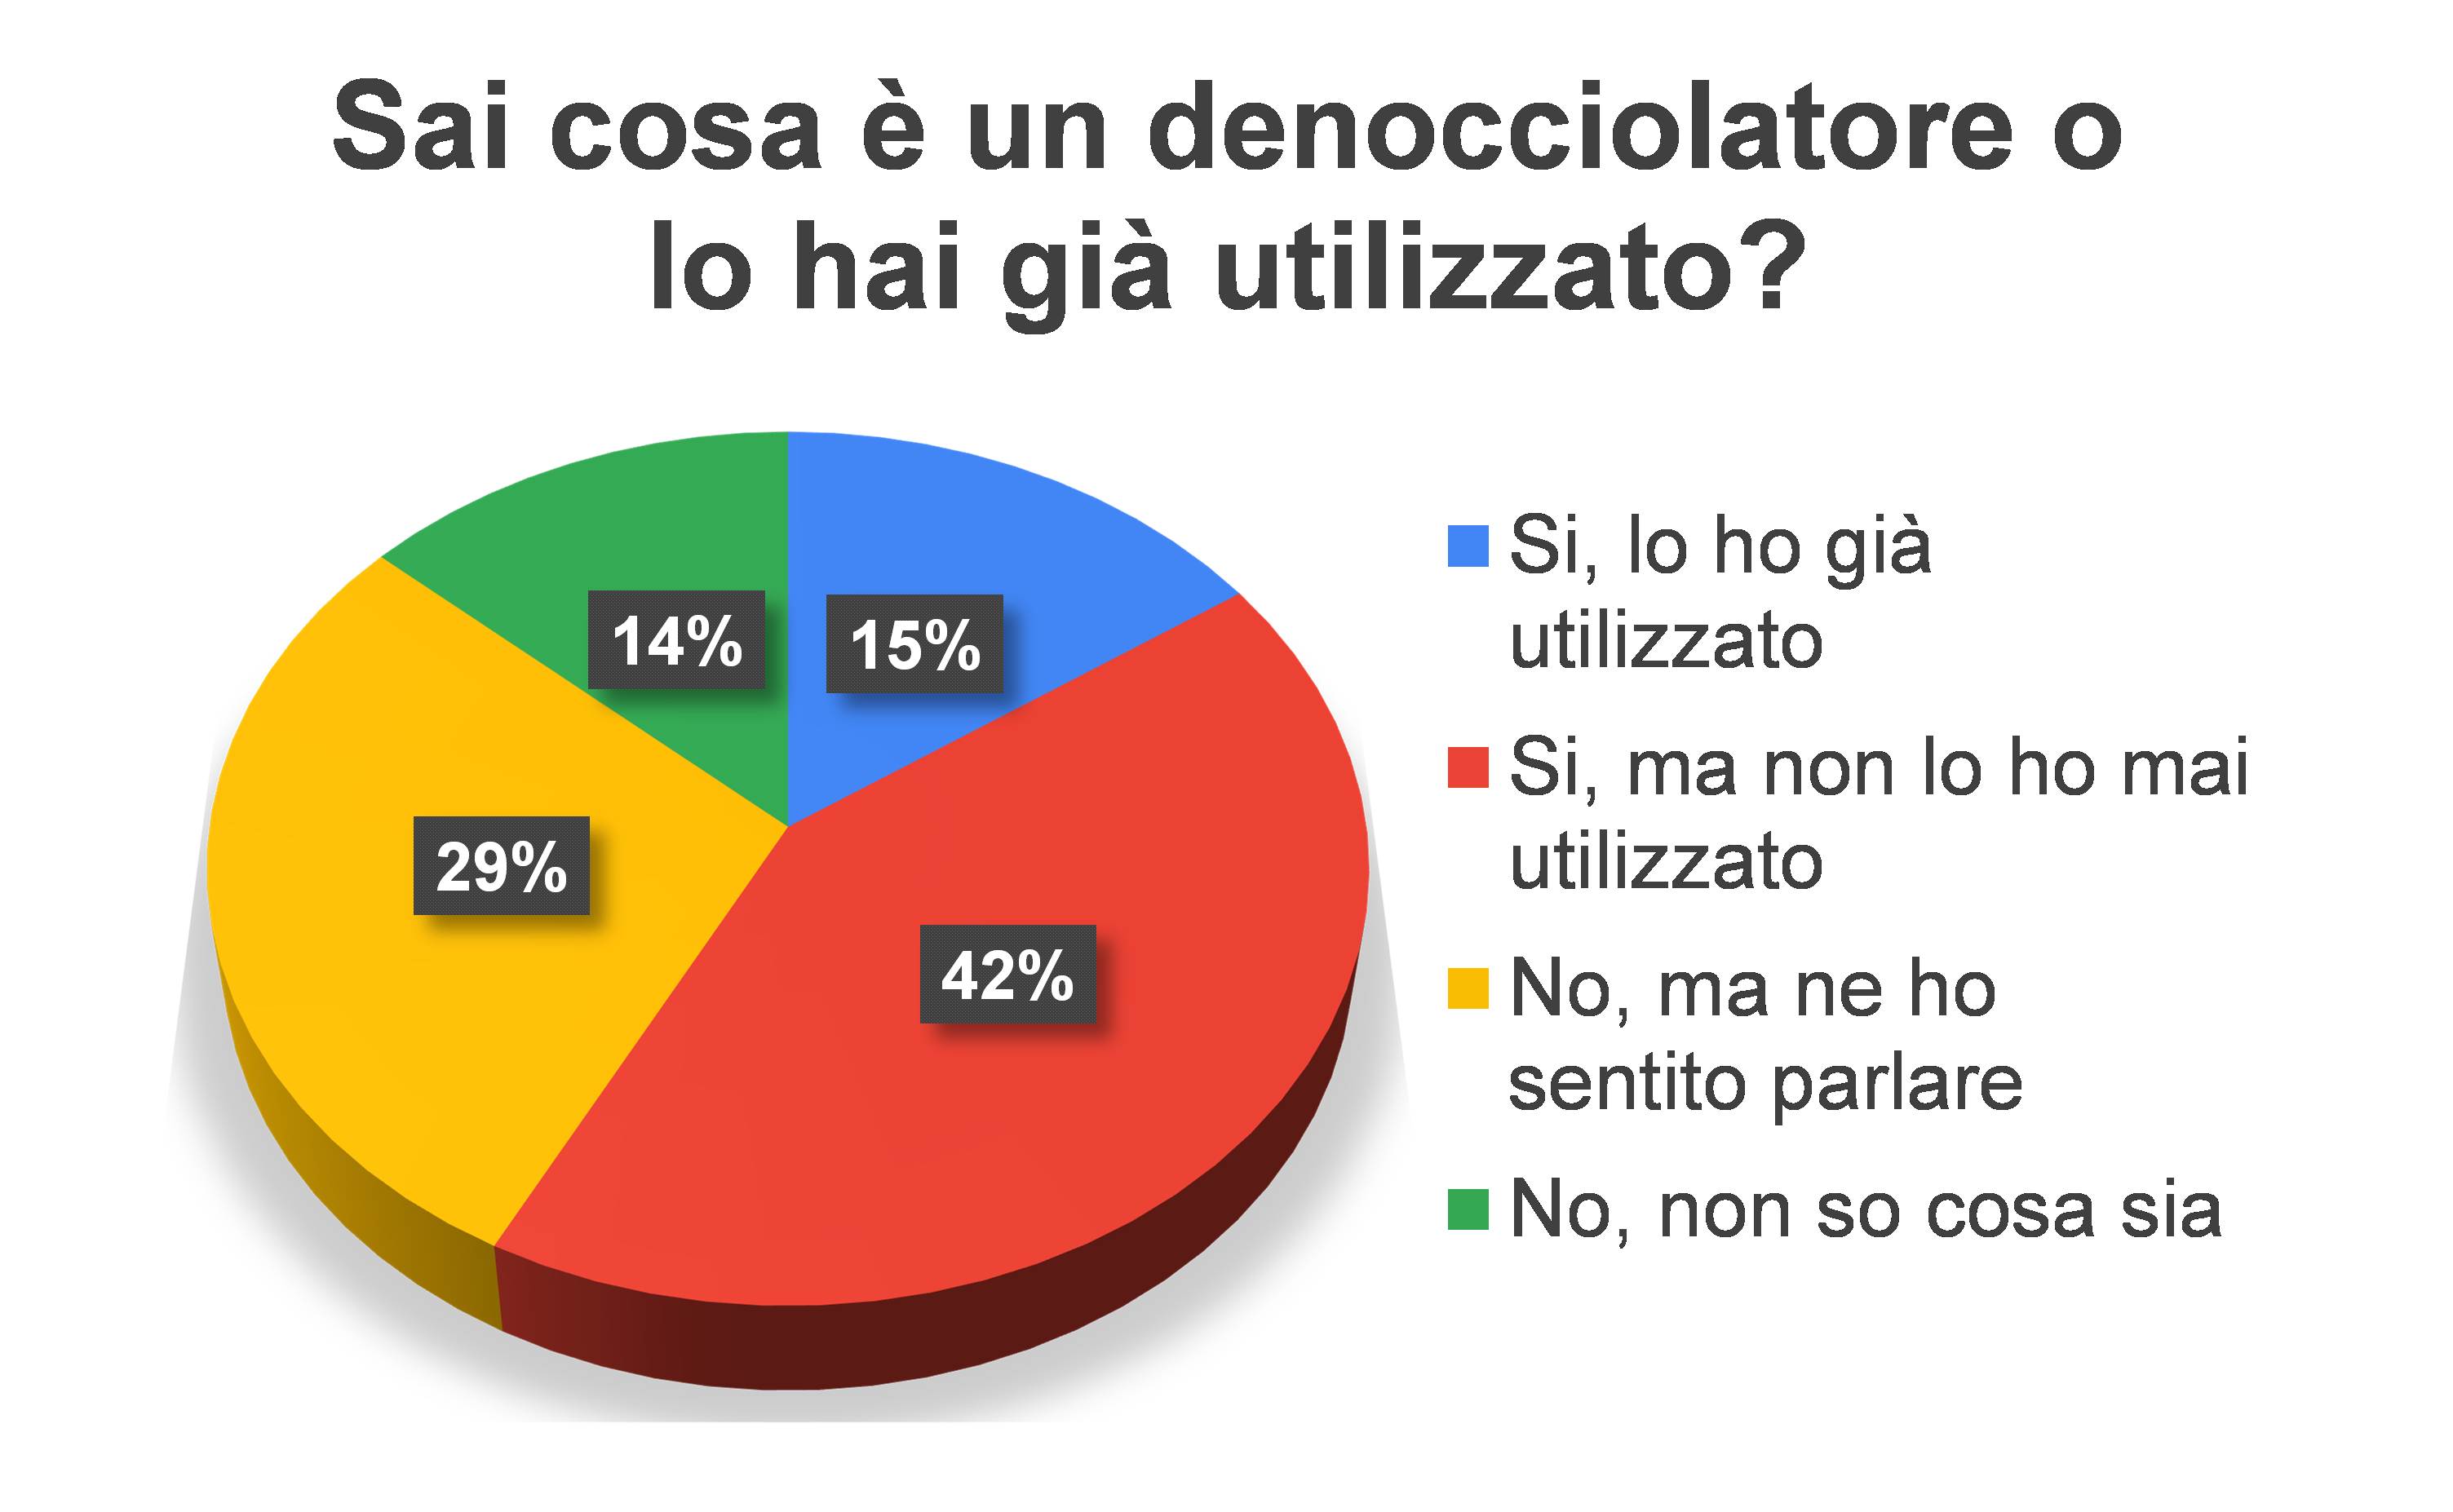 Sai cosa è un denocciolatore o
lo hai già utilizzato?
14%
15%
29%
42%
Si, lo ho già
utilizzato
Si, ma non lo ho mai
utilizzato
No, ma ne ho
sentito parlare
No, non so cosa sia